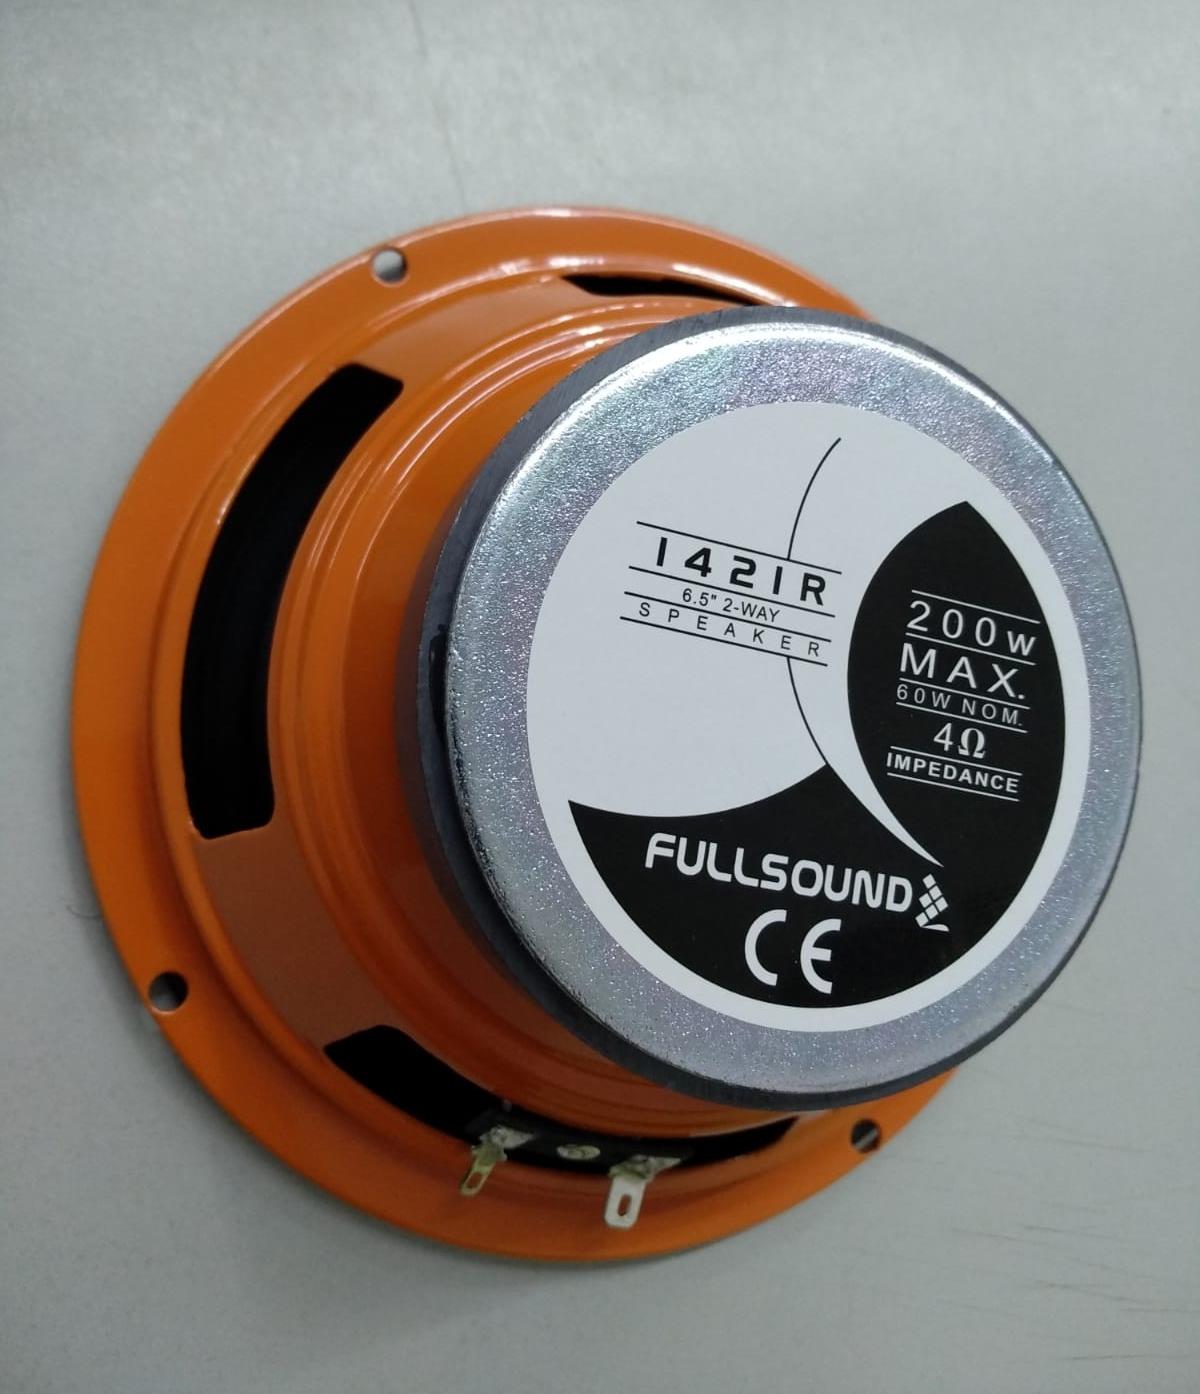 1421R
6.5" 2-WAY
SPEAKER
200W
MAX.
60W NOM.
4Ω
IMPEDANCE
FULLSOUND
CE